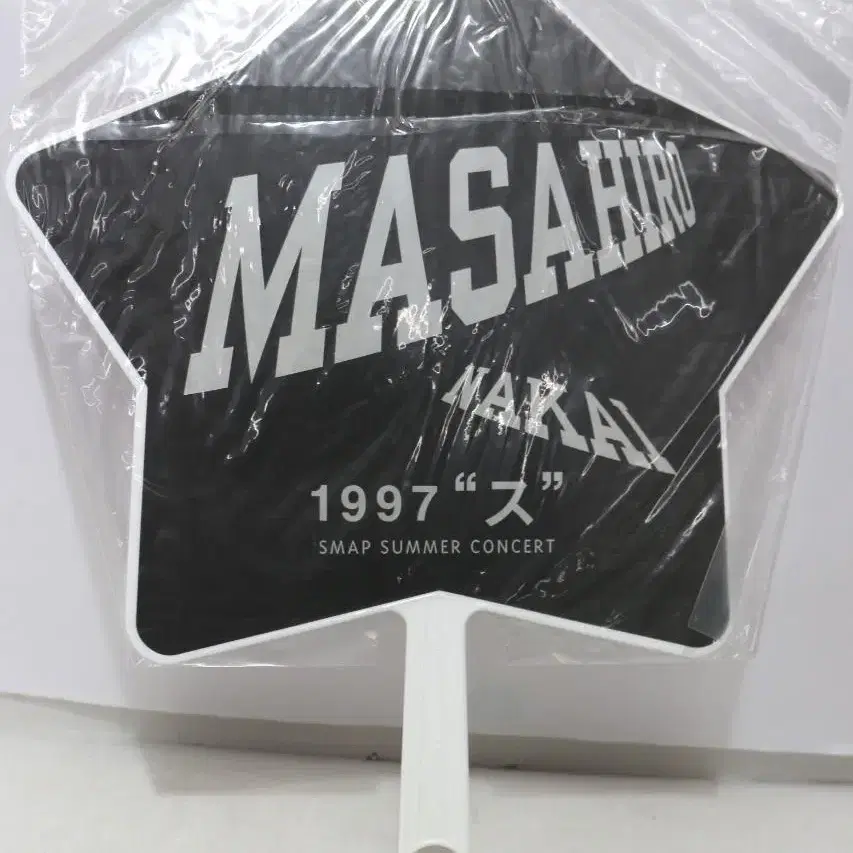 MASAHIRO
NAKAI
1997 “ス”
SMAP SUMMER CONCERT